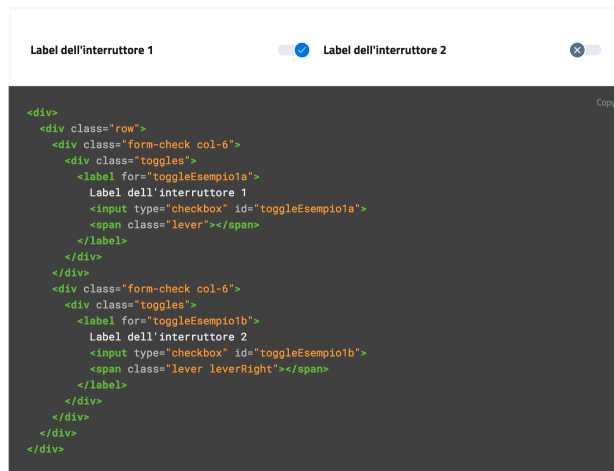 Label dell'interruttore 1 Label dell'interruttore 2
Copy
<div>
  <div class="row">
    <div class="form-check col-6">
      <div class="toggles">
        <label for="toggleEsempio1a">
          Label dell'interruttore 1
          <input type="checkbox" id="toggleEsempio1a">
          <span class="lever"></span>
        </label>
      </div>
    </div>
    <div class="form-check col-6">
      <div class="toggles">
        <label for="toggleEsempio1b">
          Label dell'interruttore 2
          <input type="checkbox" id="toggleEsempio1b">
          <span class="lever leverRight"></span>
        </label>
      </div>
    </div>
  </div>
</div>